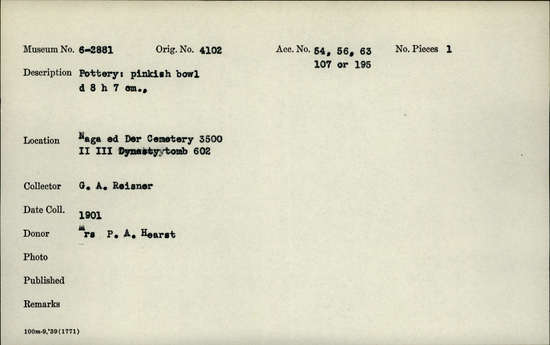 Museum No. 6-2881 Orig. No. 4102 Acc. No. 54, 56, 63 No. Pieces 1
107 or 195
Description Pottery: pinkish bowl
d 8 h 7 cm.,
Location Naga ed Der Cemetery 3500
II III Dynasty tomb 602
Collector G. A. Reisner
Date Coll. 1901
Donor Mrs P. A. Hearst
Photo
Published
Remarks
100m-9,'39(1771)